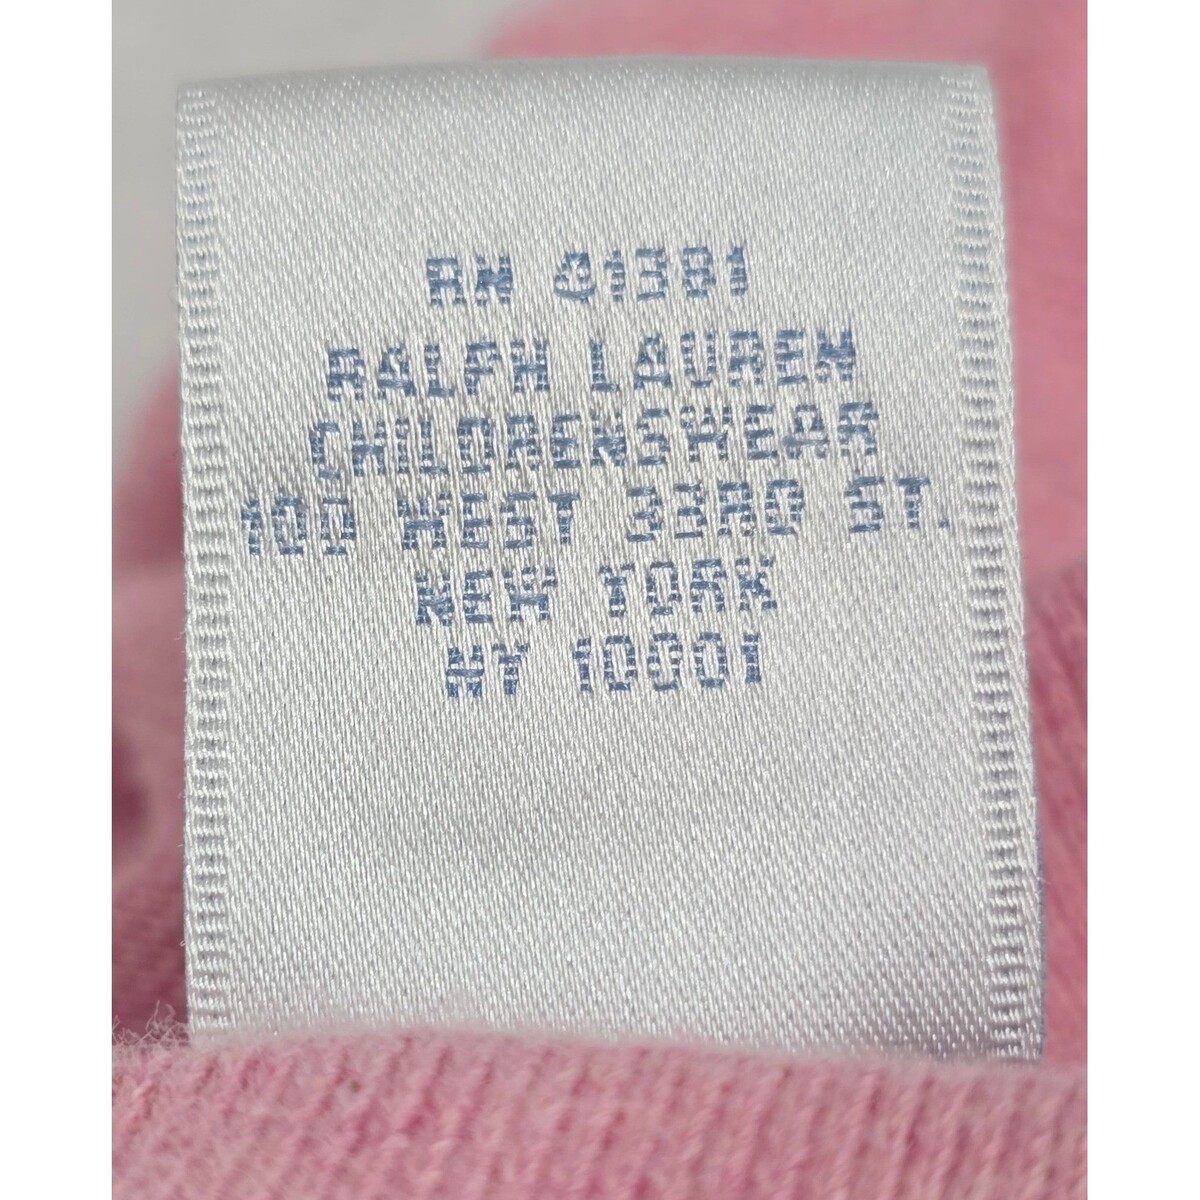 RN 41381
RALPH LAUREN
CHILDRENSWEAR
100 WEST 33RD ST.
NEW YORK
NY 10001